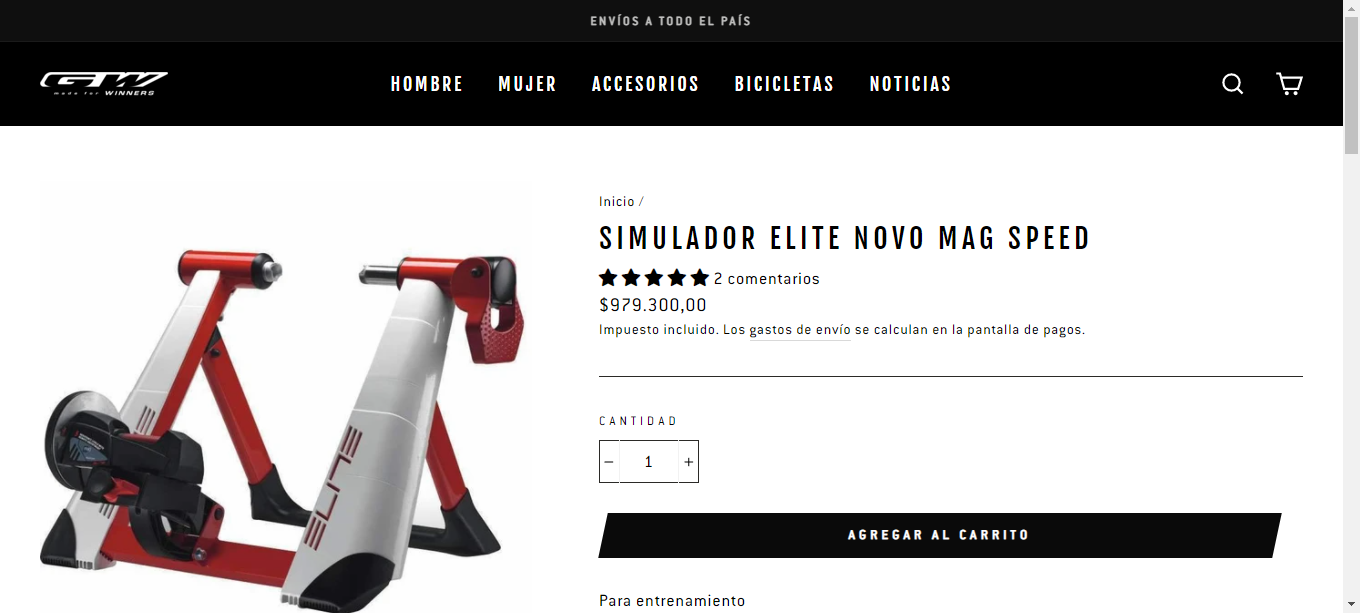 ENVÍOS A TODO EL PAÍS
GW
made for WINNERS
HOMBRE MUJER ACCESORIOS BICICLETAS NOTICIAS
Inicio /
SIMULADOR ELITE NOVO MAG SPEED
2 comentarios
$979.300,00
Impuesto incluido. Los gastos de envío se calculan en la pantalla de pagos.
CANTIDAD
− 1 +
AGREGAR AL CARRITO
Para entrenamiento
ELITE